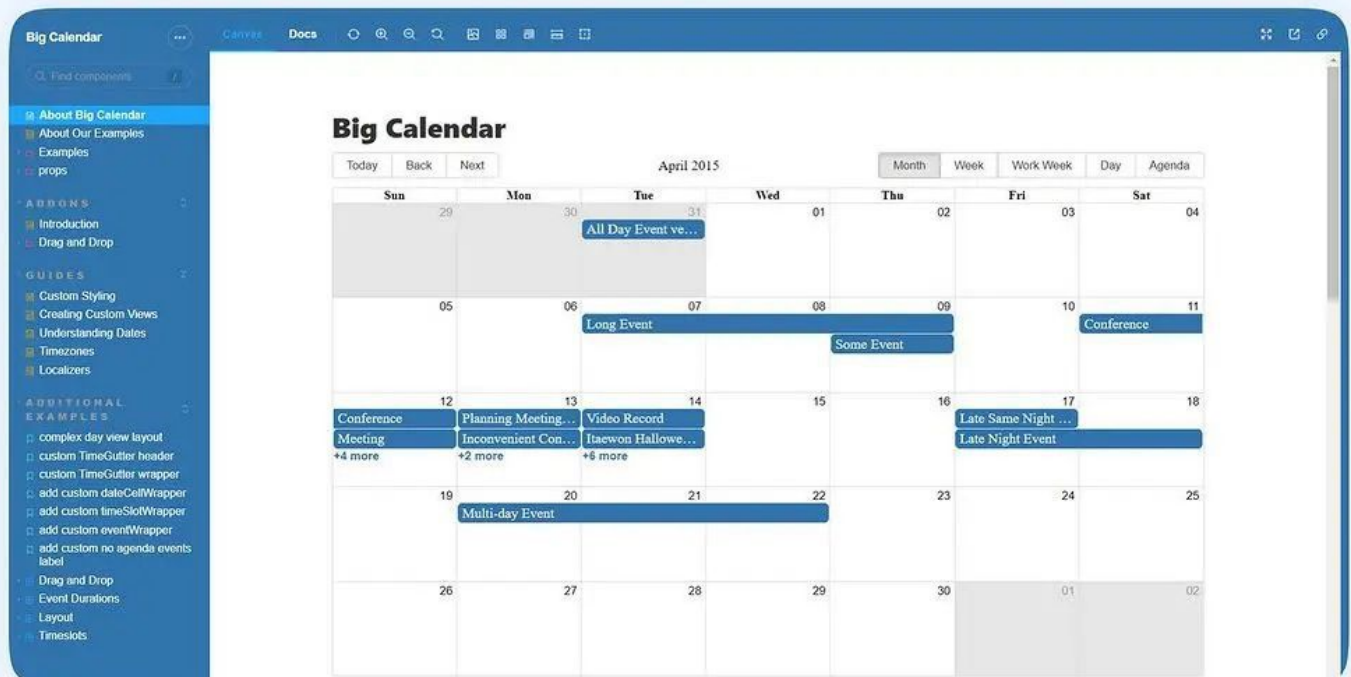 Big Calendar
Canvas Docs
Find components /
About Big Calendar
About Our Examples
Examples
props
ADDONS
Introduction
Drag and Drop
GUIDES
Custom Styling
Creating Custom Views
Understanding Dates
Timezones
Localizers
ADDITIONAL
EXAMPLES
complex day view layout
custom TimeGutter header
custom TimeGutter wrapper
add custom dateCellWrapper
add custom timeSlotWrapper
add custom eventWrapper
add custom no agenda events
label
Drag and Drop
Event Durations
Layout
Timeslots
Big Calendar
Today Back Next April 2015 Month Week Work Week Day Agenda
Sun Mon Tue Wed Thu Fri Sat
29 30 31 01 02 03 04
All Day Event ve...
05 06 07 08 09 10 11
Long Event Conference
Some Event
12 13 14 15 16 17 18
Conference Planning Meeting... Video Record Late Same Night ...
Meeting Inconvenient Con... Itaewon Hallowe... Late Night Event
+4 more +2 more +6 more
19 20 21 22 23 24 25
Multi-day Event
26 27 28 29 30 01 02